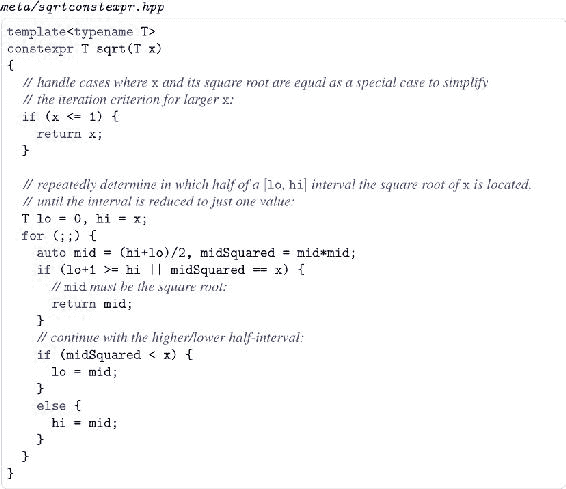 meta/sqrtconstexpr.hpp
template<typename T>
constexpr T sqrt(T x)
{
// handle cases where x and its square root are equal as a special case to simplify
// the iteration criterion for larger x:
if (x <= 1) {
return x;
}
// repeatedly determine in which half of a [lo, hi] interval the square root of x is located,
// until the interval is reduced to just one value:
T lo = 0, hi = x;
for (;;) {
auto mid = (hi+lo)/2, midSquared = mid*mid;
if (lo+1 >= hi || midSquared == x) {
// mid must be the square root:
return mid;
}
// continue with the higher/lower half-interval:
if (midSquared < x) {
lo = mid;
}
else {
hi = mid;
}
}
}